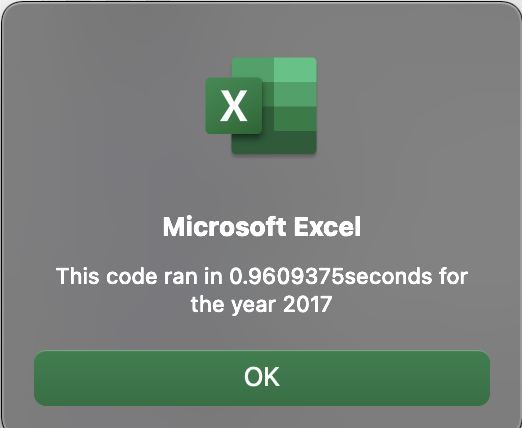 X
Microsoft Excel
This code ran in 0.9609375seconds for
the year 2017
OK